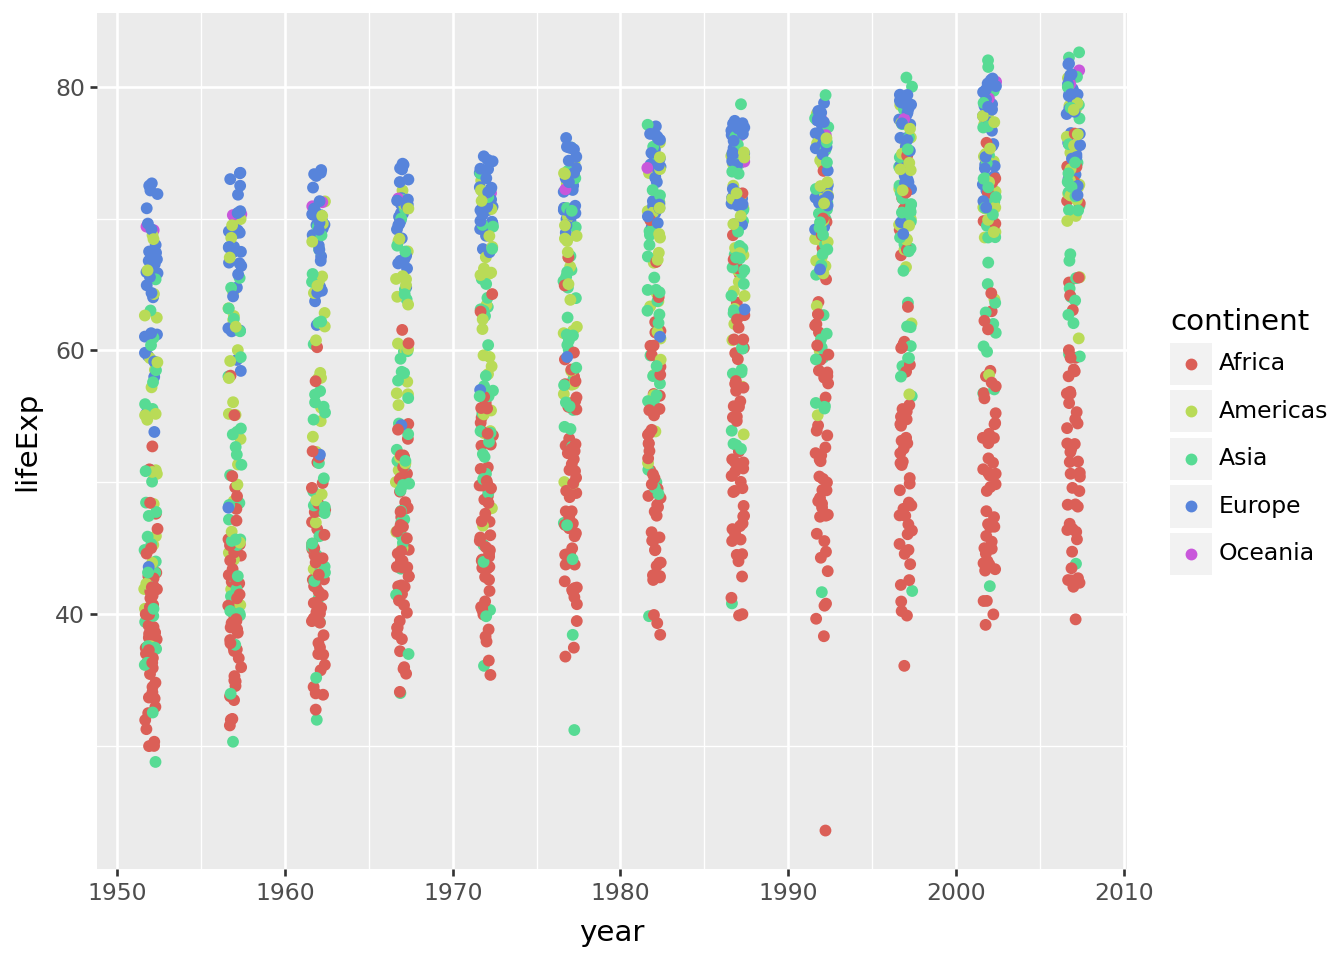 80
60
40
lifeExp
1950 1960 1970 1980 1990 2000 2010
year
continent
Africa
Americas
Asia
Europe
Oceania